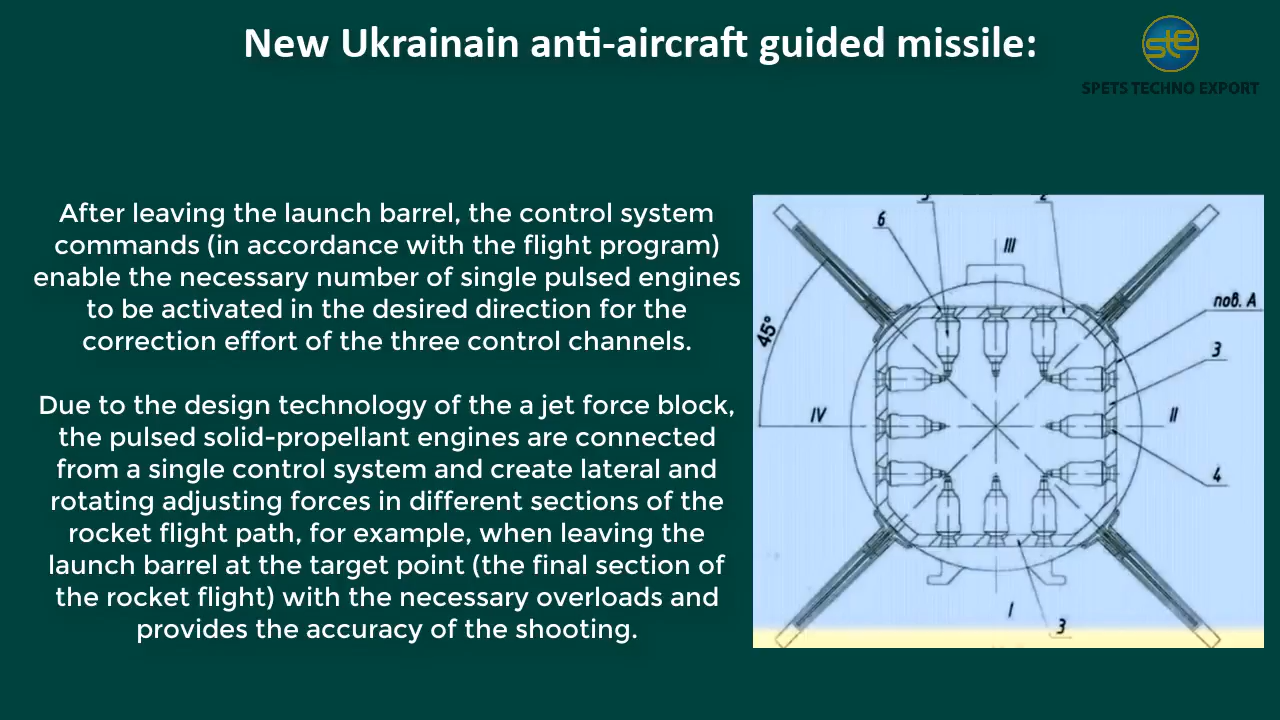 New Ukrainain anti-aircraft guided missile:
ste
SPETS TECHNO EXPORT
After leaving the launch barrel, the control system
commands (in accordance with the flight program)
enable the necessary number of single pulsed engines
to be activated in the desired direction for the
correction effort of the three control channels.
Due to the design technology of the a jet force block,
the pulsed solid-propellant engines are connected
from a single control system and create lateral and
rotating adjusting forces in different sections of the
rocket flight path, for example, when leaving the
launch barrel at the target point (the final section of
the rocket flight) with the necessary overloads and
provides the accuracy of the shooting.
6
III
пов. А
45°
3
IV
II
4
I
3